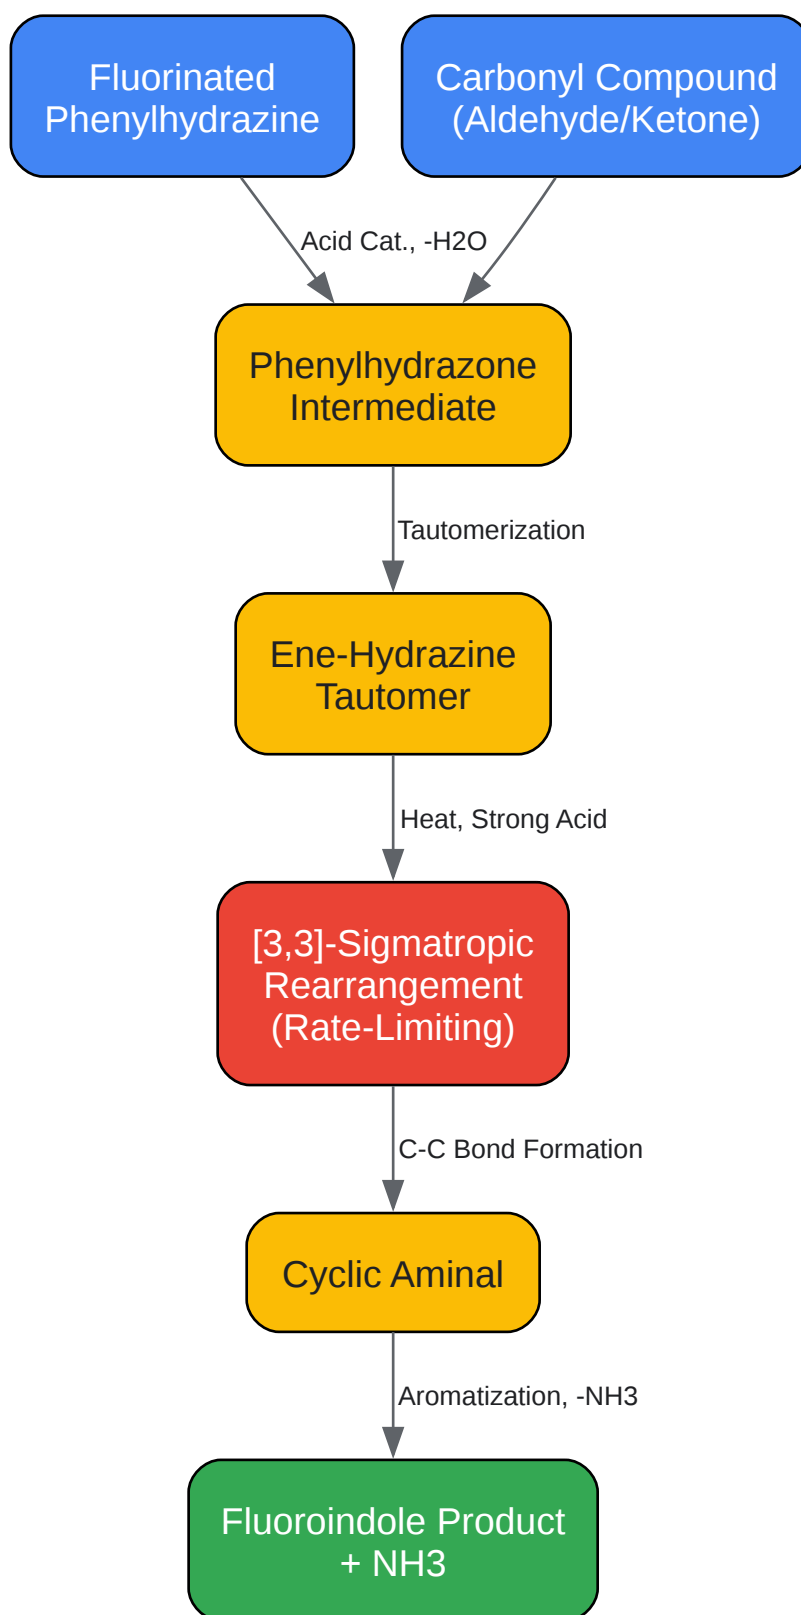 Fluorinated
Phenylhydrazine
Carbonyl Compound
(Aldehyde/Ketone)
Acid Cat., -H2O
Phenylhydrazone
Intermediate
Tautomerization
Ene-Hydrazine
Tautomer
Heat, Strong Acid
[3,3]-Sigmatropic
Rearrangement
(Rate-Limiting)
C-C Bond Formation
Cyclic Aminal
Aromatization, -NH3
Fluoroindole Product
+ NH3